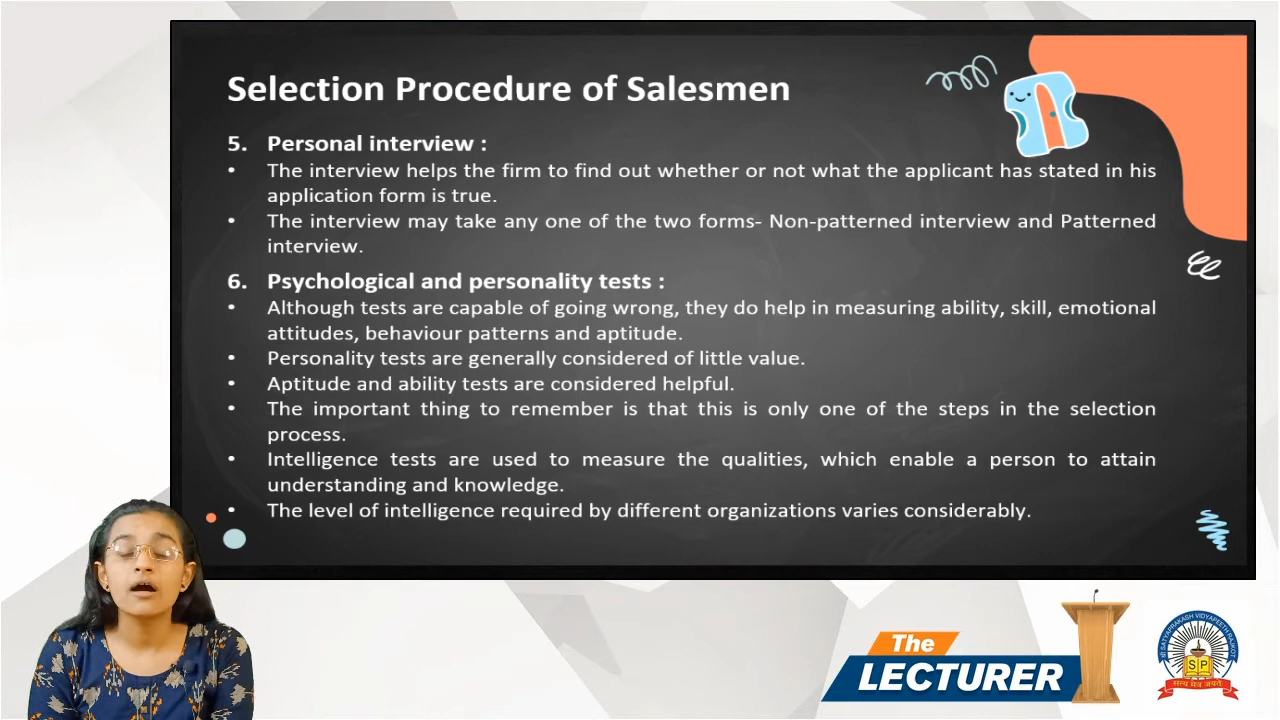 Selection Procedure of Salesmen
5. Personal interview :
• The interview helps the firm to find out whether or not what the applicant has stated in his
application form is true.
• The interview may take any one of the two forms- Non-patterned interview and Patterned
interview.
6. Psychological and personality tests :
• Although tests are capable of going wrong, they do help in measuring ability, skill, emotional
attitudes, behaviour patterns and aptitude.
• Personality tests are generally considered of little value.
• Aptitude and ability tests are considered helpful.
• The important thing to remember is that this is only one of the steps in the selection
process.
• Intelligence tests are used to measure the qualities, which enable a person to attain
understanding and knowledge.
• The level of intelligence required by different organizations varies considerably.
The
LECTURER
SATYAPRAKASH VIDYAPEETH RAJKOT
S P
सत्य मेव जयते